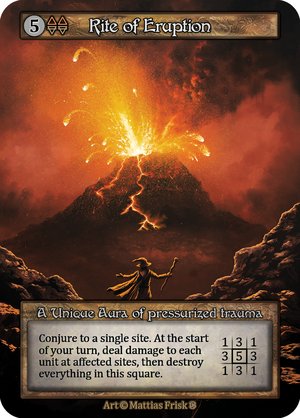 5
Rite of Eruption
A Unique Aura of pressurized trauma
Conjure to a single site. At the start
of your turn, deal damage to each
unit at affected sites, then destroy
everything in this square.
1 3 1
3 5 3
1 3 1
Art © Mattias Frisk